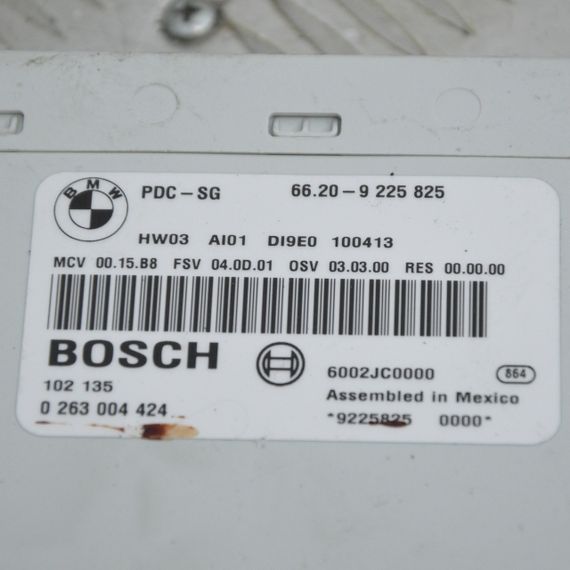 BMW
PDC-SG 66.20-9 225 825
HW03 AI01 DI9E0 100413
MCV 00.15.B8 FSV 04.0D.01 OSV 03.03.00 RES 00.00.00
BOSCH
6002JC0000 864
102 135
Assembled in Mexico
0 263 004 424
*9225825 0000*